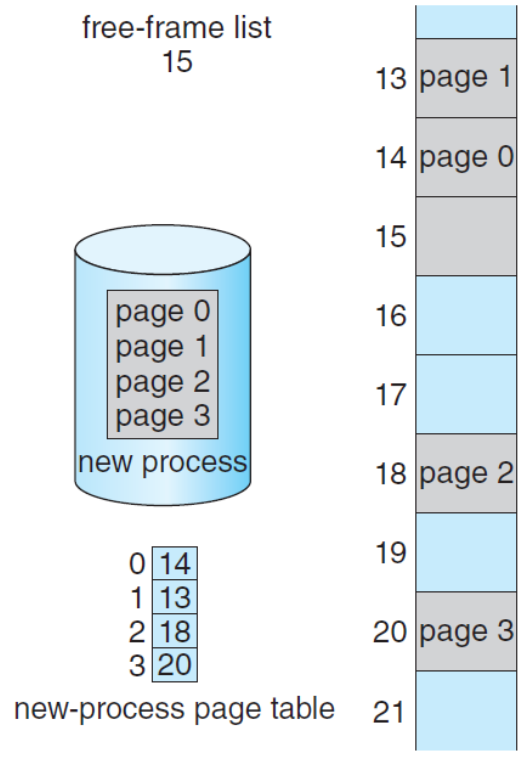 free-frame list
15
page 0
page 1
page 2
page 3
new process
0 14
1 13
2 18
3 20
new-process page table
13 page 1
14 page 0
15
16
17
18 page 2
19
20 page 3
21